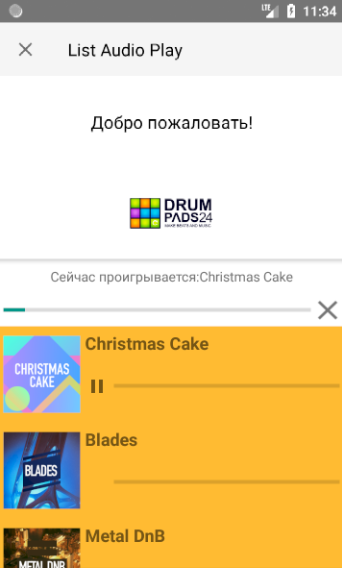 LTE 11:34
List Audio Play
Добро пожаловать!
DRUM
PADS24
MAKE BEATS AND MUSIC
Сейчас проигрывается:Christmas Cake
Christmas Cake
CHRISTMAS
CAKE
Blades
BLADES
Metal DnB
METAL DNB